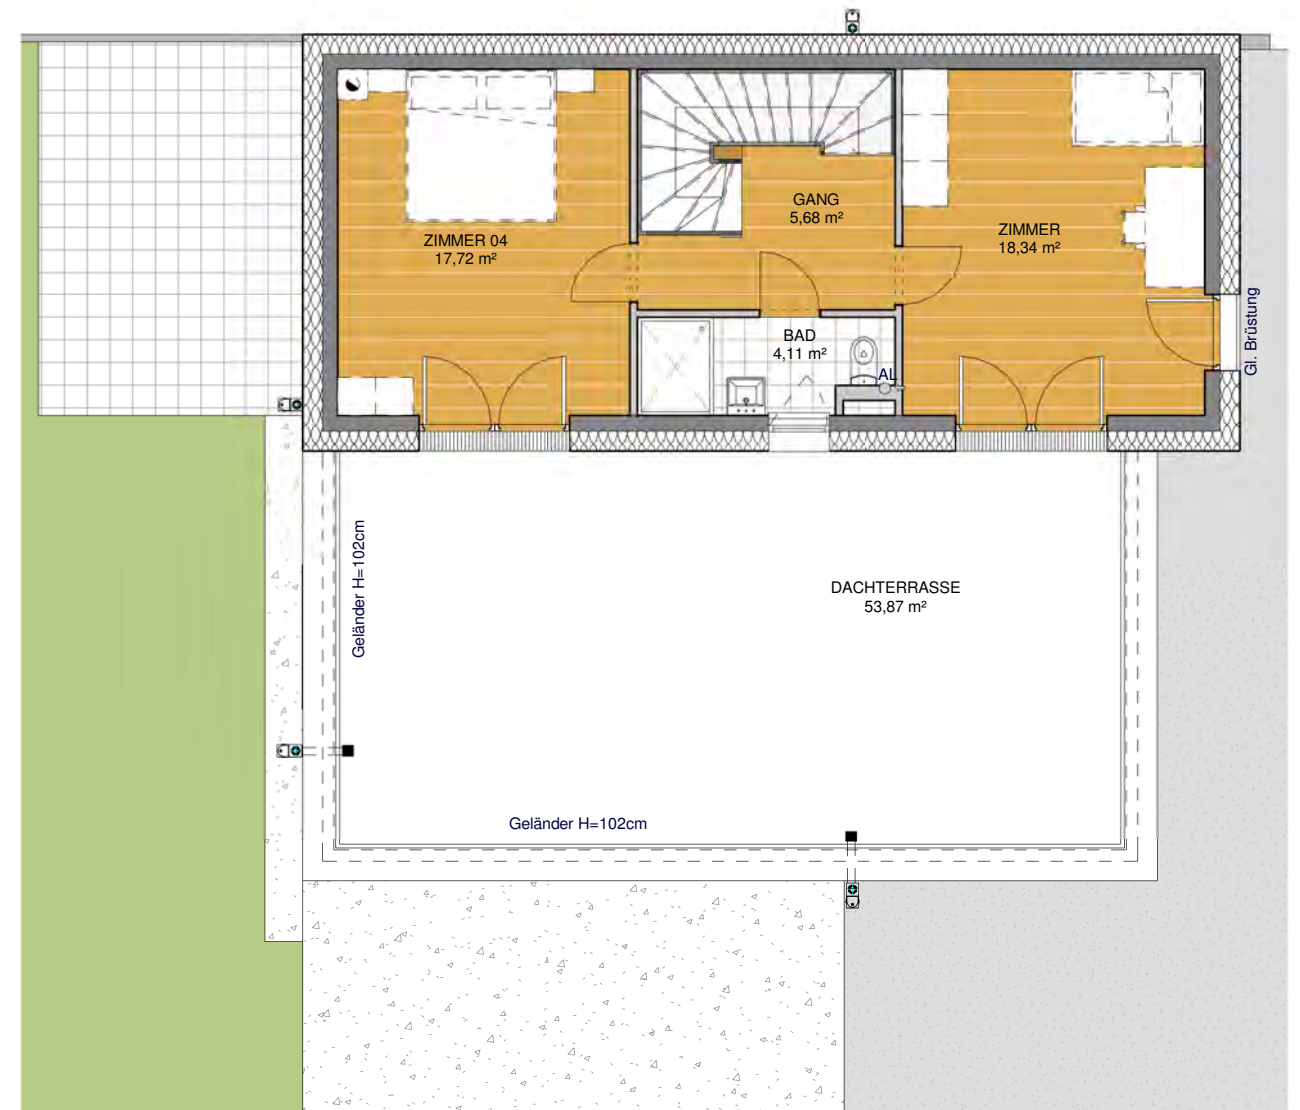 GANG
5,68 m²
ZIMMER 04
17,72 m²
ZIMMER
18,34 m²
BAD
4,11 m²
AL
Gl. Brüstung
Geländer H=102cm
DACHTERRASSE
53,87 m²
Geländer H=102cm